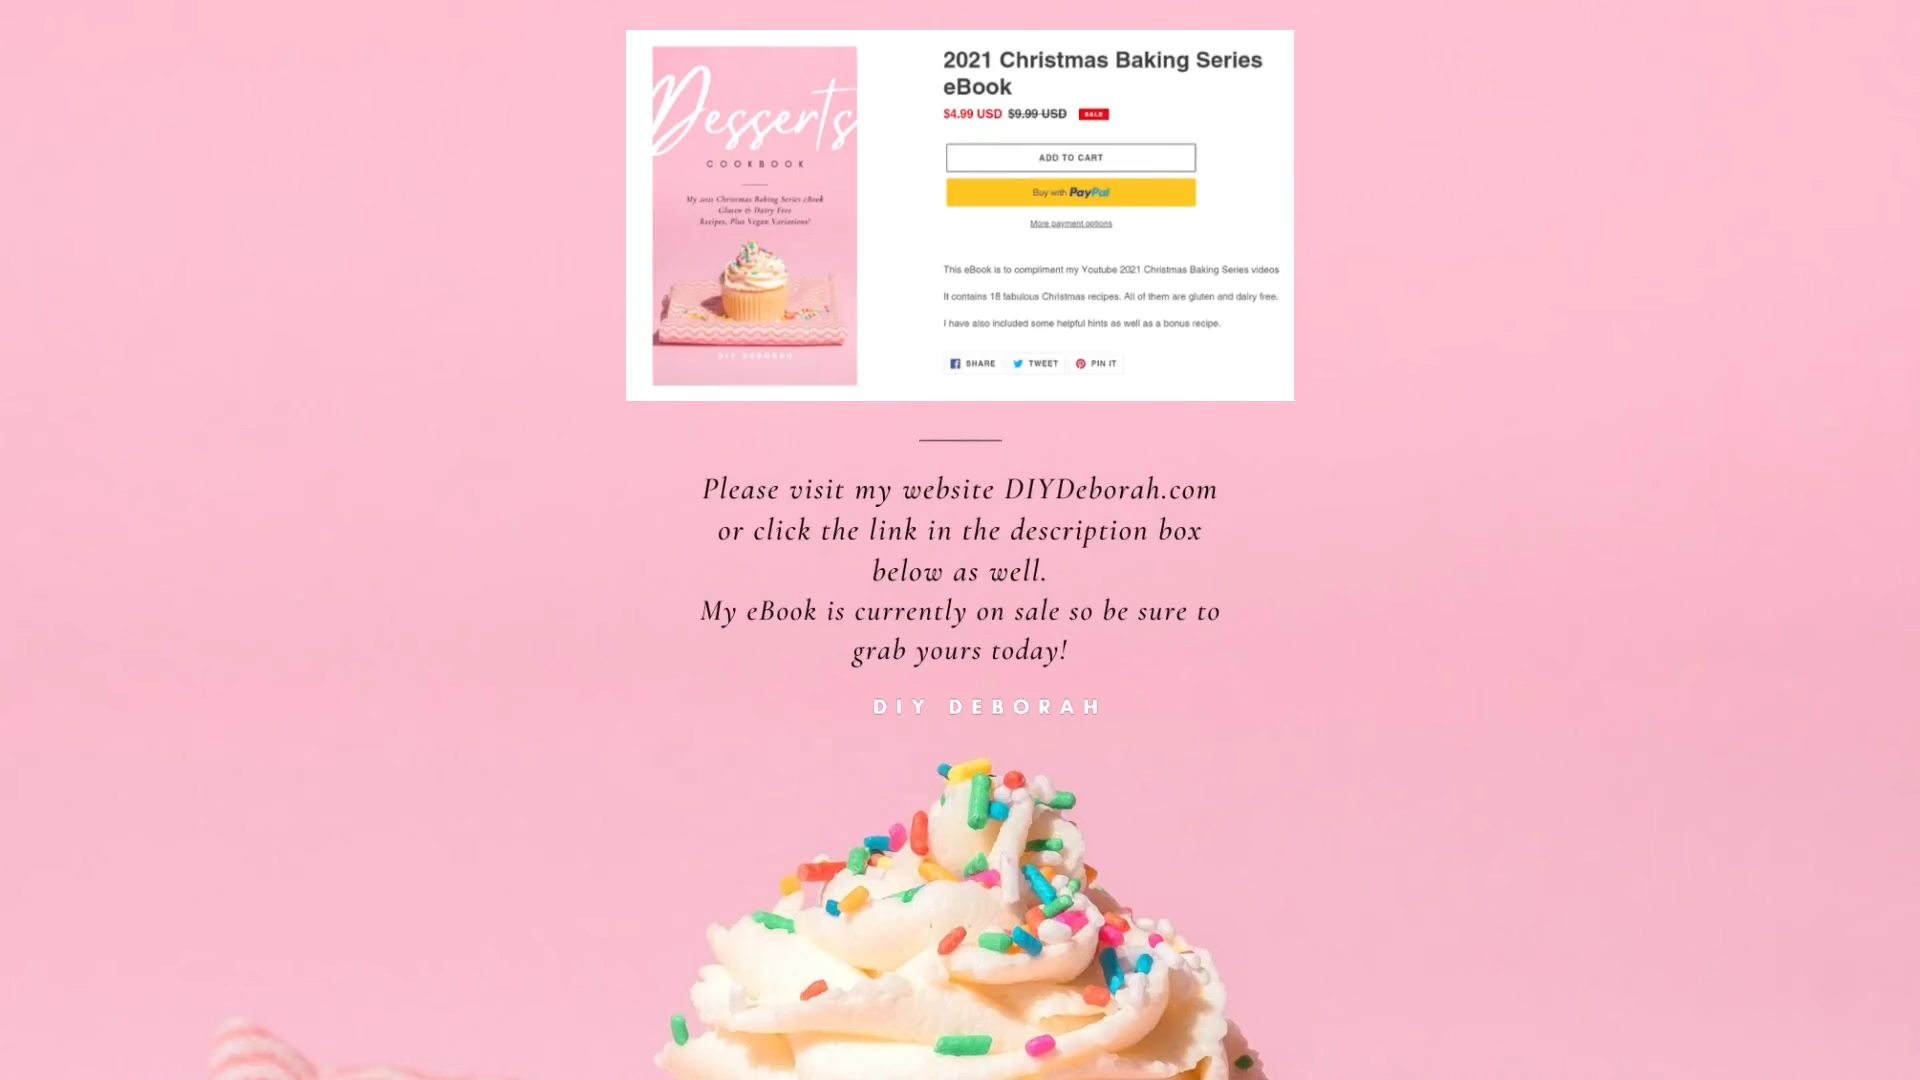 Desserts
COOKBOOK
My 2021 Christmas Baking Series eBook
Gluten & Dairy Free
Recipes, Plus Vegan Variations!
DIY DEBORAH
2021 Christmas Baking Series
eBook
$4.99 USD $9.99 USD SALE
ADD TO CART
Buy with PayPal
More payment options
This eBook is to compliment my Youtube 2021 Christmas Baking Series videos
It contains 18 fabulous Christmas recipes. All of them are gluten and dairy free.
I have also included some helpful hints as well as a bonus recipe.
SHARE TWEET PIN IT
Please visit my website DIYDeborah.com
or click the link in the description box
below as well.
My eBook is currently on sale so be sure to
grab yours today!
DIY DEBORAH